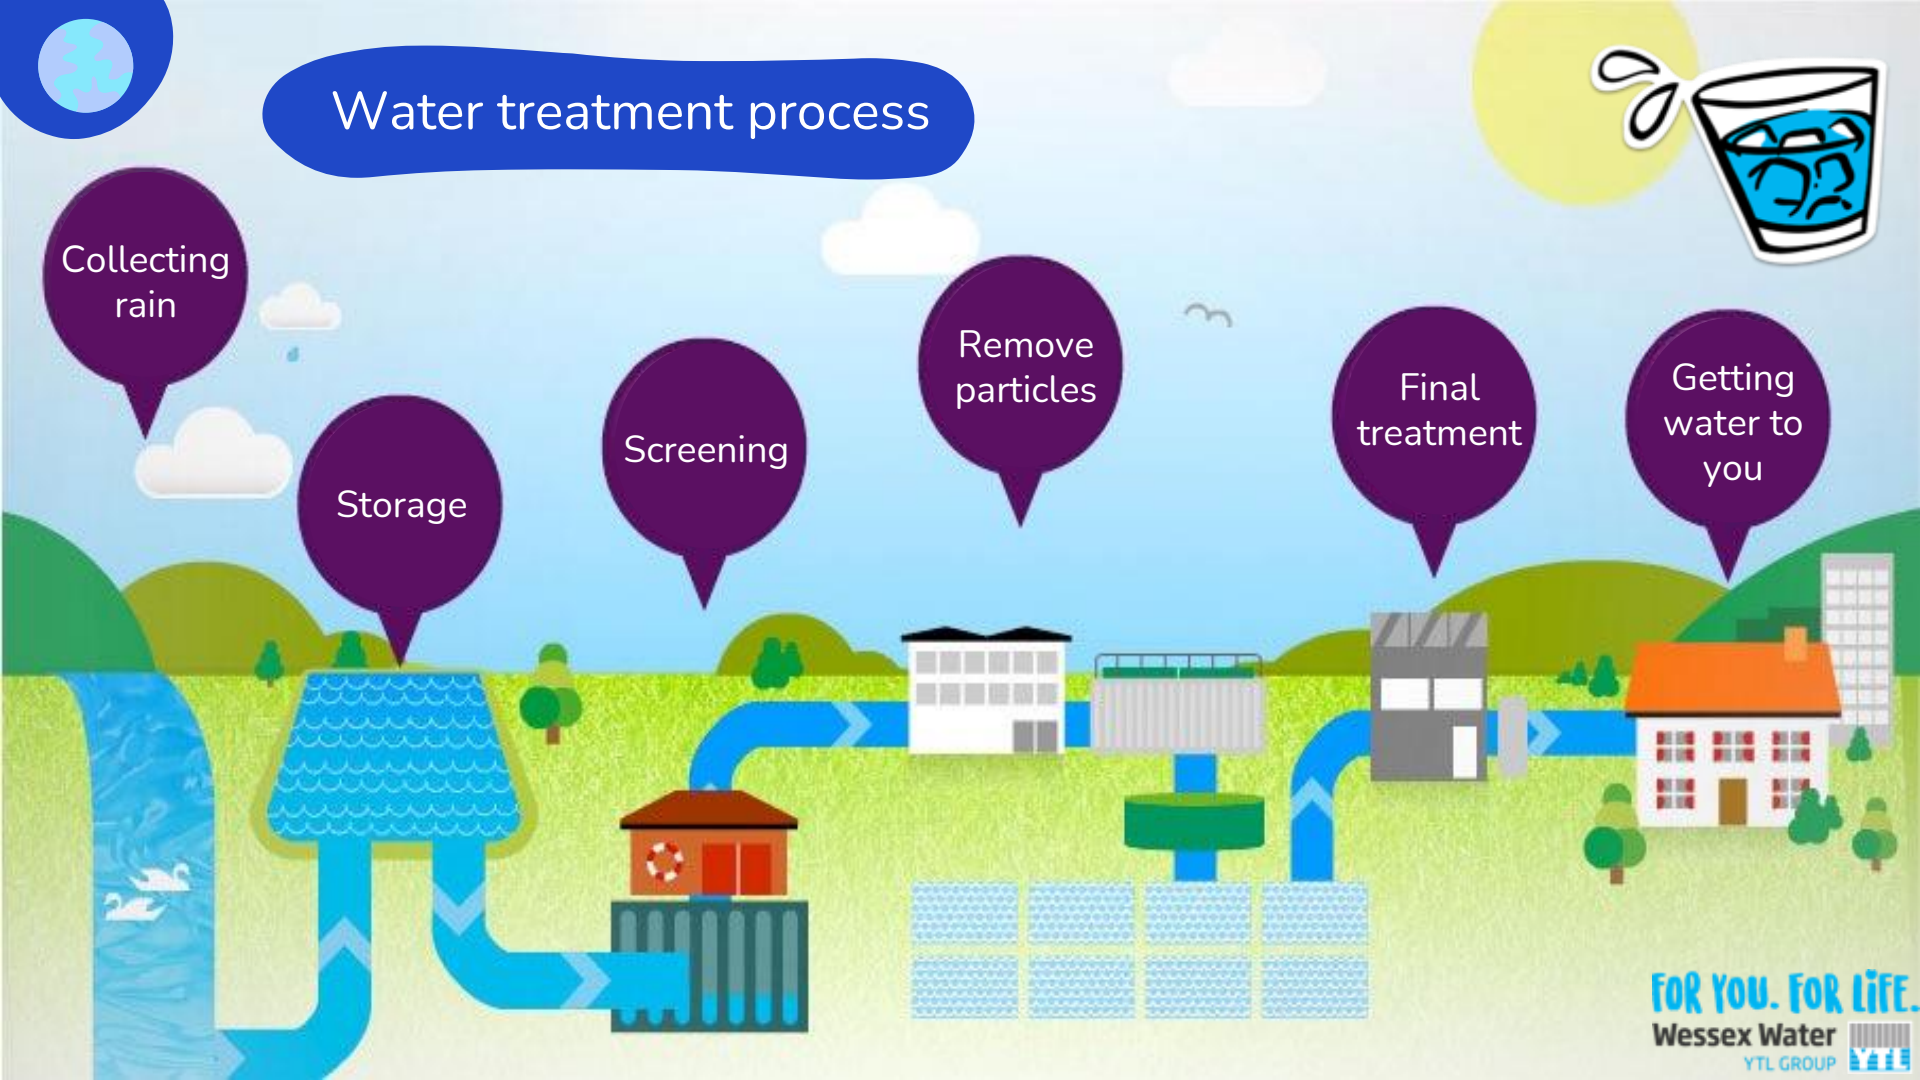 Water treatment process
Collecting
rain
Storage
Screening
Remove
particles
Final
treatment
Getting
water to
you
FOR YOU. FOR LIFE.
Wessex Water
YTL GROUP
YTL